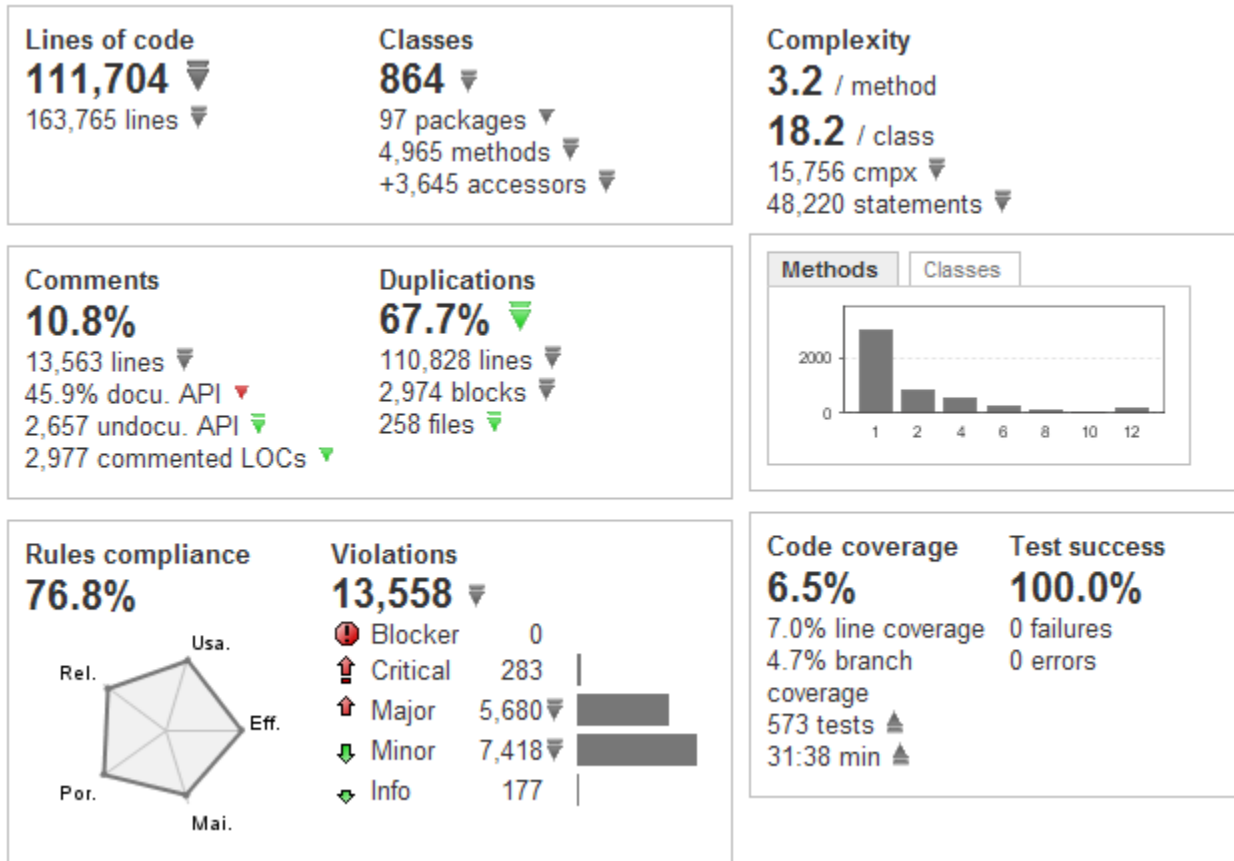 Lines of code
111,704
163,765 lines
Classes
864
97 packages
4,965 methods
+3,645 accessors
Complexity
3.2 / method
18.2 / class
15,756 cmpx
48,220 statements
Comments
10.8%
13,563 lines
45.9% docu. API
2,657 undocu. API
2,977 commented LOCs
Duplications
67.7%
110,828 lines
2,974 blocks
258 files
Methods
Classes
2000
0
1 2 4 6 8 10 12
Rules compliance
76.8%
Usa.
Rel.
Eff.
Por.
Mai.
Violations
13,558
Blocker 0
Critical 283
Major 5,680
Minor 7,418
Info 177
Code coverage
6.5%
7.0% line coverage
4.7% branch
coverage
573 tests
31:38 min
Test success
100.0%
0 failures
0 errors